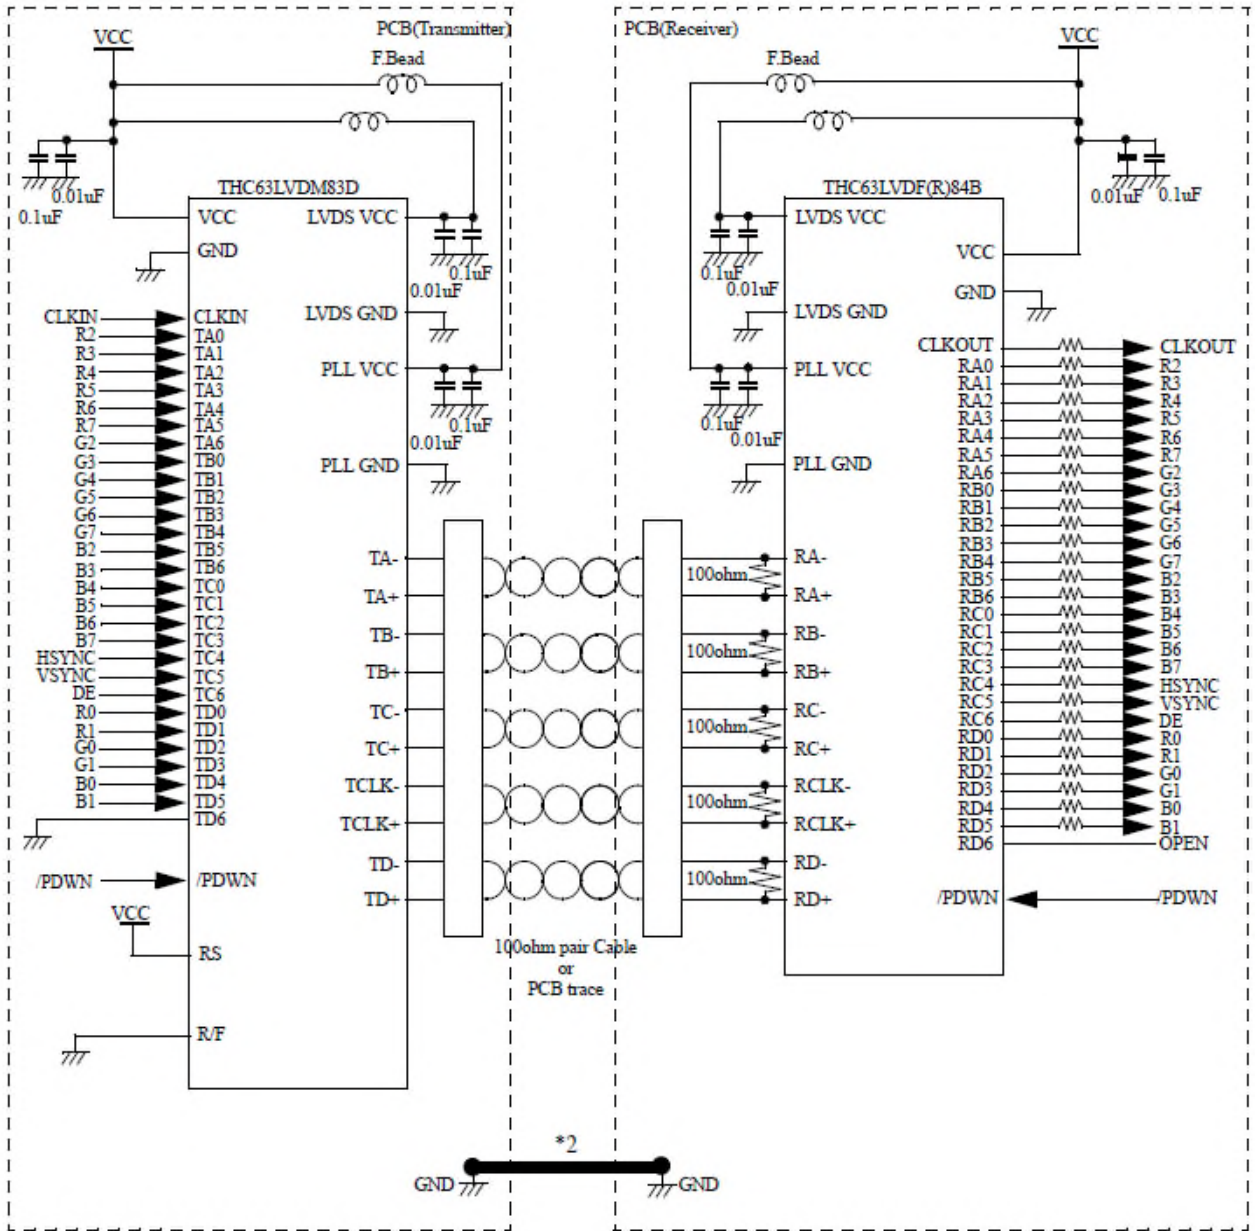 PCB(Transmitter)
VCC
F.Bead
0.01uF
0.1uF
THC63LVDM83D
VCC
LVDS VCC
GND
0.1uF
0.01uF
LVDS GND
PLL VCC
0.1uF
0.01uF
PLL GND
CLKIN CLKIN
R2 TA0
R3 TA1
R4 TA2
R5 TA3
R6 TA4
R7 TA5
G2 TA6
G3 TB0
G4 TB1
G5 TB2
G6 TB3
G7 TB4
B2 TB5
B3 TB6
B4 TC0
B5 TC1
B6 TC2
B7 TC3
HSYNC TC4
VSYNC TC5
DE TC6
R0 TD0
R1 TD1
G0 TD2
G1 TD3
B0 TD4
B1 TD5
TD6
/PDWN /PDWN
VCC
RS
R/F
TA-
TA+
TB-
TB+
TC-
TC+
TCLK-
TCLK+
TD-
TD+
100ohm pair Cable
or
PCB trace
PCB(Receiver)
VCC
F.Bead
0.01uF
0.1uF
THC63LVDF(R)84B
LVDS VCC
VCC
0.1uF
0.01uF
GND
LVDS GND
PLL VCC
0.1uF
0.01uF
PLL GND
CLKOUT CLKOUT
RA0 R2
RA1 R3
RA2 R4
RA3 R5
RA4 R6
RA5 R7
RA6 G2
RB0 G3
RB1 G4
RB2 G5
RB3 G6
RB4 G7
RB5 B2
RB6 B3
RC0 B4
RC1 B5
RC2 B6
RC3 B7
RC4 HSYNC
RC5 VSYNC
RC6 DE
RD0 R0
RD1 R1
RD2 G0
RD3 G1
RD4 B0
RD5 B1
RD6 OPEN
/PDWN /PDWN
100ohm
RA-
RA+
100ohm
RB-
RB+
100ohm
RC-
RC+
100ohm
RCLK-
RCLK+
100ohm
RD-
RD+
*2
GND GND